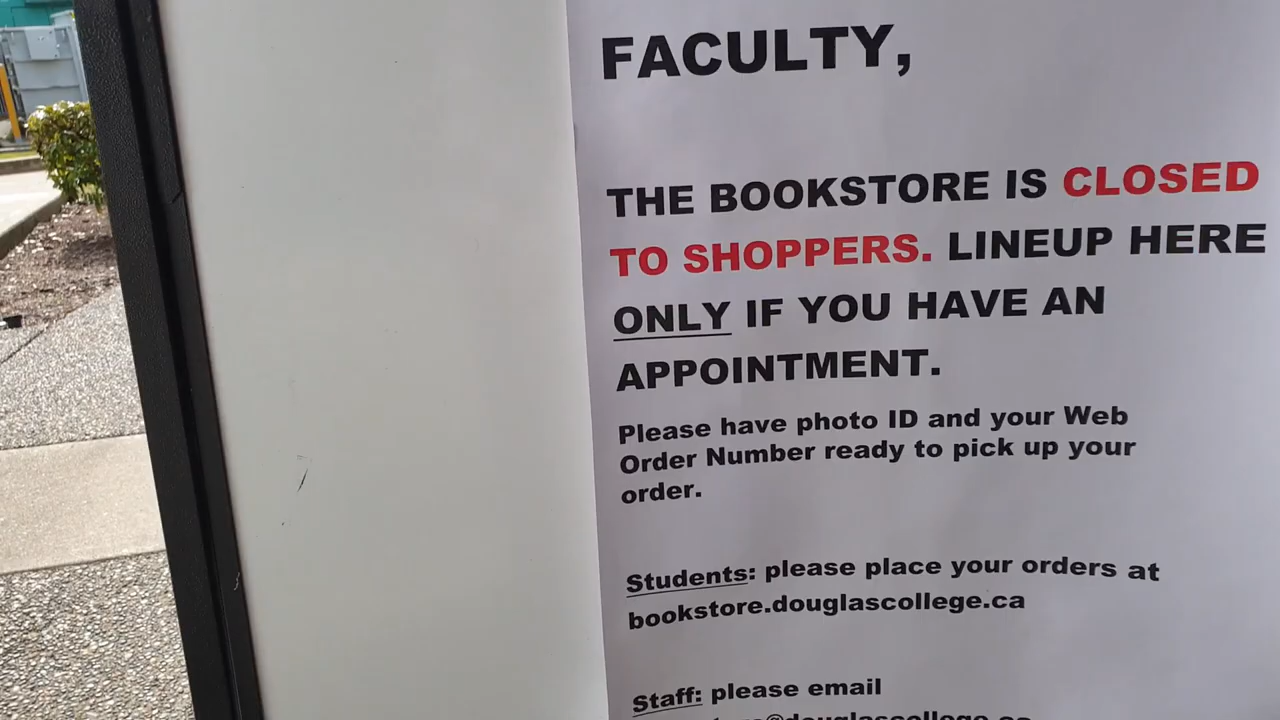 FACULTY,
THE BOOKSTORE IS CLOSED
TO SHOPPERS. LINEUP HERE
ONLY IF YOU HAVE AN
APPOINTMENT.
Please have photo ID and your Web
Order Number ready to pick up your
order.
Students: please place your orders at
bookstore.douglascollege.ca
Staff: please email